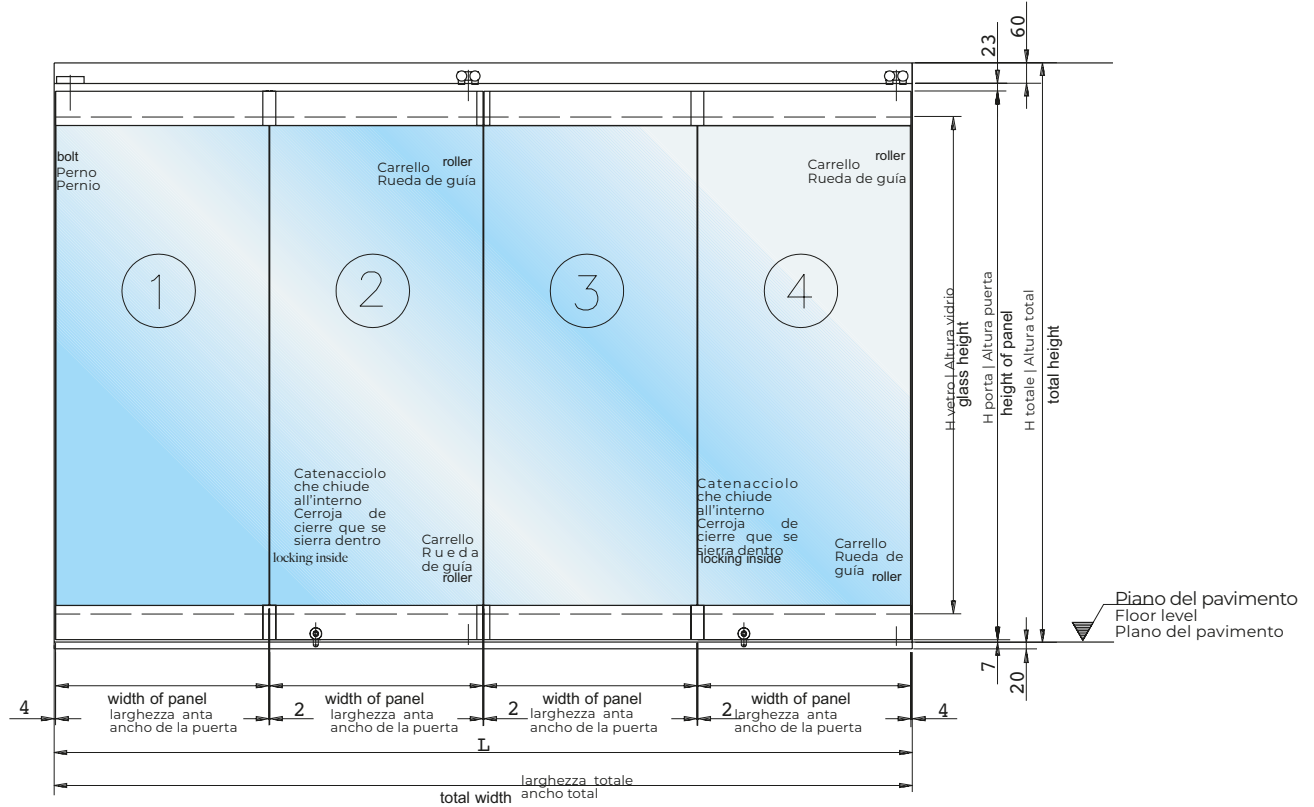 60
23
bolt
Perno
Pernio
Carrello roller
Rueda de guía
Carrello roller
Rueda de guía
1
2
3
4
H vetro | Altura vidrio
glass height
H porta | Altura puerta
height of panel
H totale | Altura total
total height
Catenacciolo
che chiude
all'interno
Cerroja de
cierre que se
sierra dentro
locking inside
Carrello
Rueda
de guía
roller
Catenacciolo
che chiude
all'interno
Cerroja de
cierre que se
sierra dentro
locking inside
Carrello
Rueda de
guía roller
Piano del pavimento
Floor level
Plano del pavimento
7
20
4
width of panel
larghezza anta
ancho de la puerta
2
width of panel
larghezza anta
ancho de la puerta
2
width of panel
larghezza anta
ancho de la puerta
2
width of panel
larghezza anta
ancho de la puerta
4
L
total width
larghezza totale
ancho total